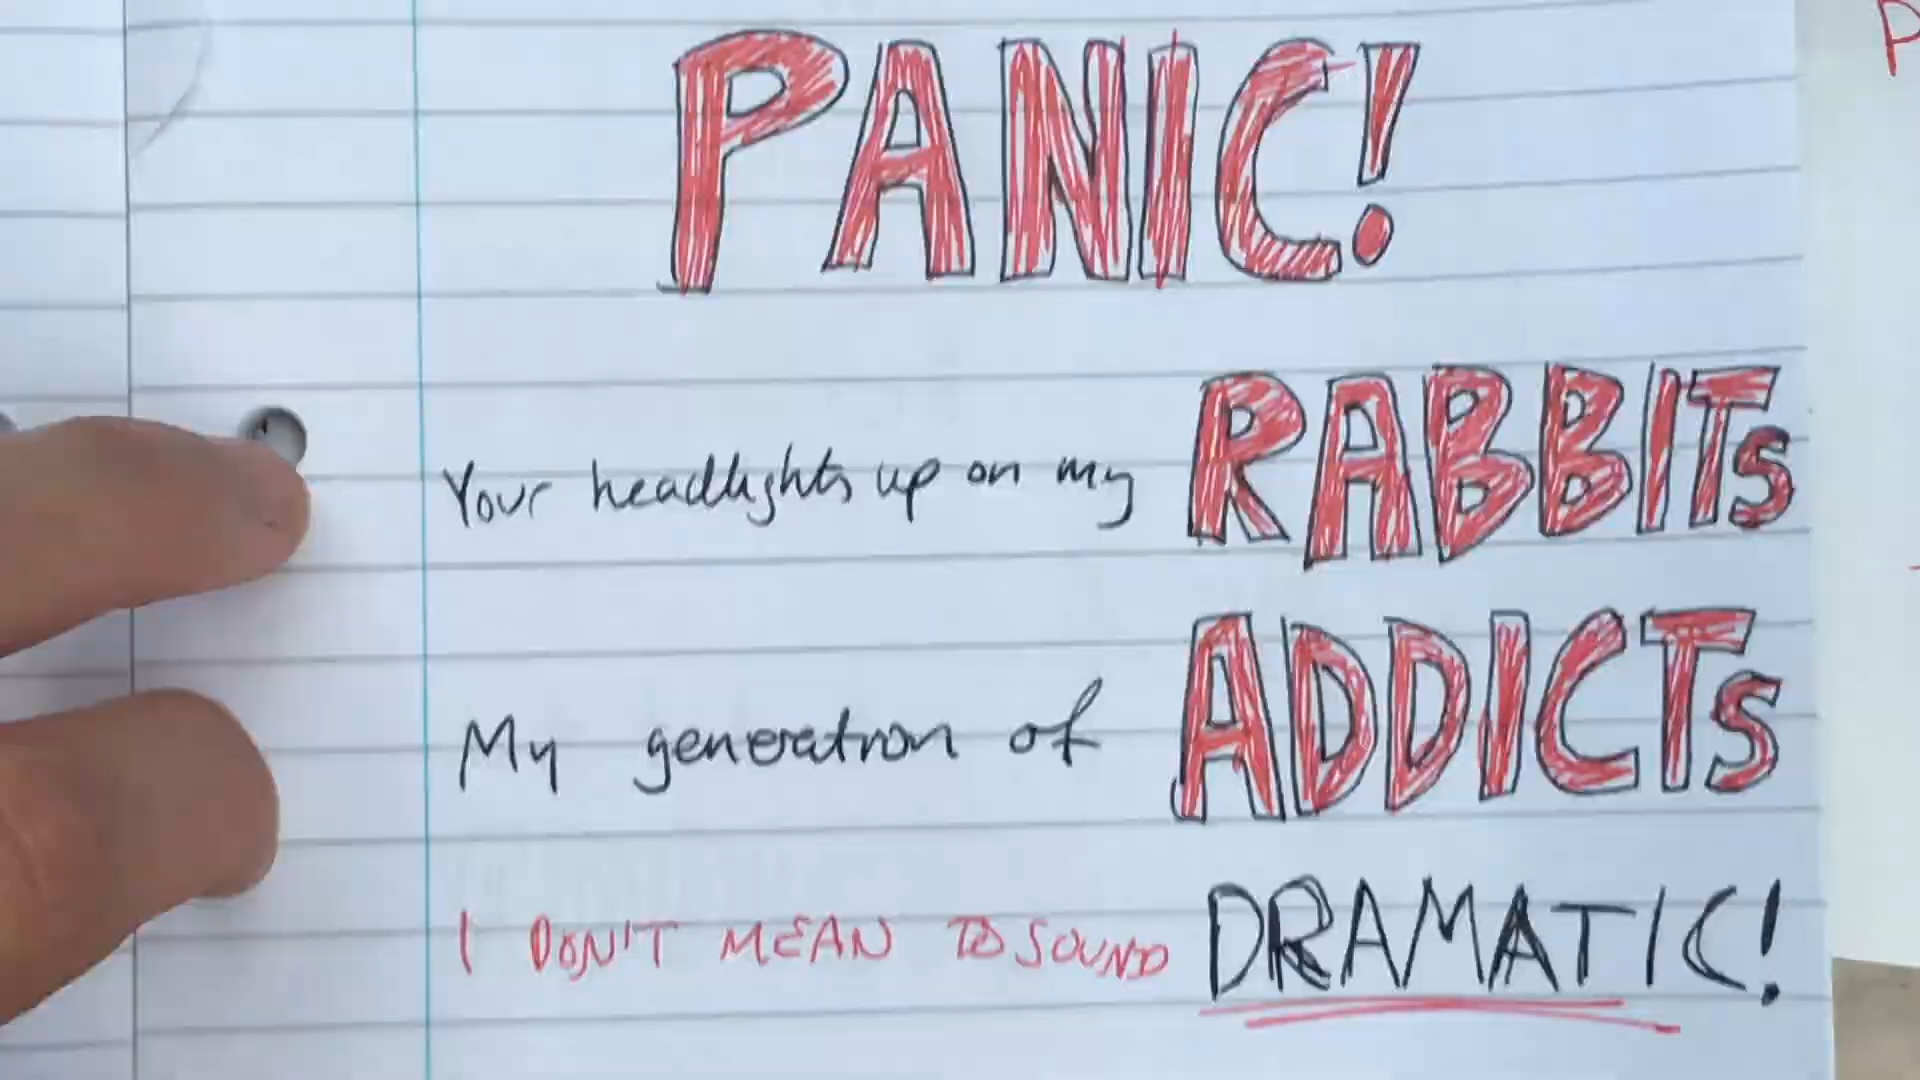 PANIC!
Your headlights up on my RABBITs
My generation of ADDICTs
I DON'T MEAN TO SOUND DRAMATIC!
P